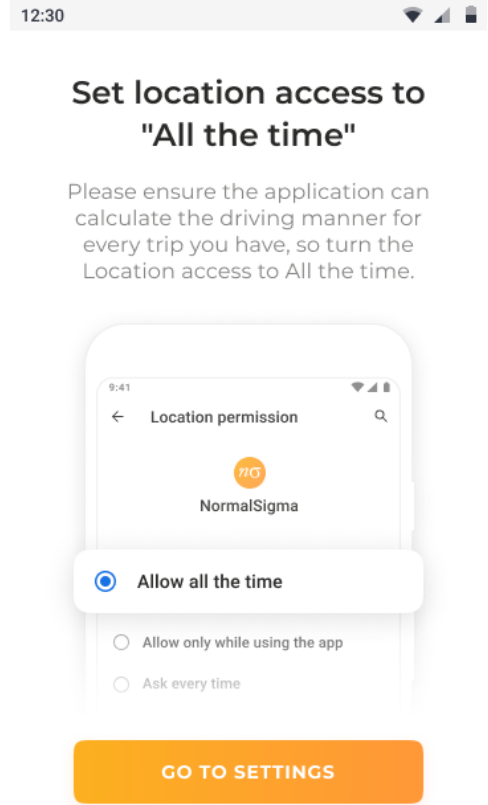 12:30
Set location access to
"All the time"
Please ensure the application can
calculate the driving manner for
every trip you have, so turn the
Location access to All the time.
9:41
Location permission
nσ
NormalSigma
Allow all the time
Allow only while using the app
Ask every time
GO TO SETTINGS